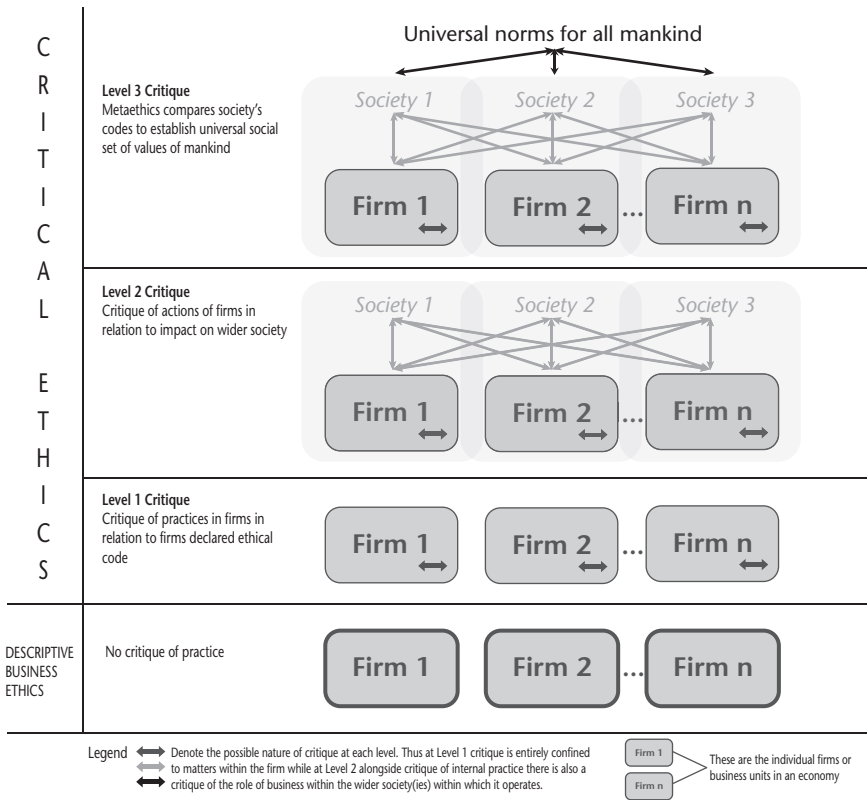 CRITICAL ETHICS
Universal norms for all mankind
Level 3 Critique
Metaethics compares society's
codes to establish universal social
set of values of mankind
Society 1 Society 2 Society 3
Firm 1 Firm 2 ... Firm n
Level 2 Critique
Critique of actions of firms in
relation to impact on wider society
Society 1 Society 2 Society 3
Firm 1 Firm 2 ... Firm n
Level 1 Critique
Critique of practices in firms in
relation to firms declared ethical
code
Firm 1 Firm 2 ... Firm n
DESCRIPTIVE
BUSINESS
ETHICS
No critique of practice
Firm 1 Firm 2 ... Firm n
Legend
Denote the possible nature of critique at each level. Thus at Level 1 critique is entirely confined
to matters within the firm while at Level 2 alongside critique of internal practice there is also a
critique of the role of business within the wider society(ies) within which it operates.
Firm 1
Firm n
These are the individual firms or
business units in an economy